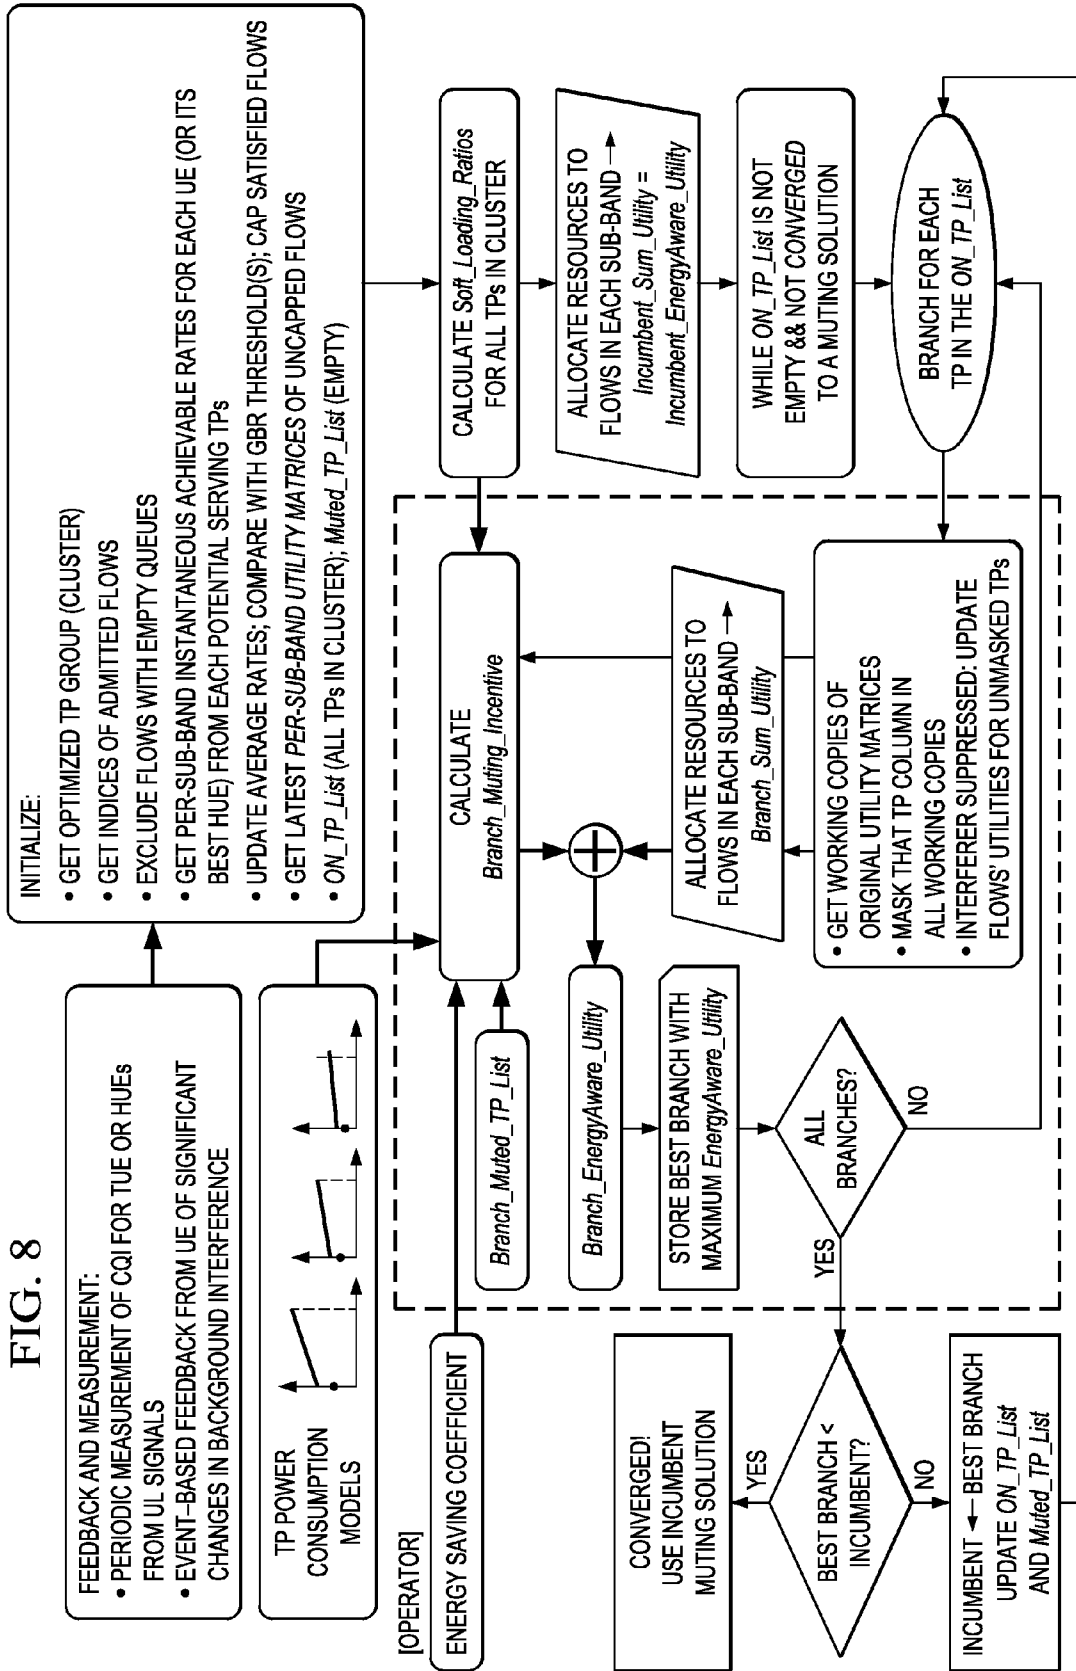 FIG. 8
FEEDBACK AND MEASUREMENT:
• PERIODIC MEASUREMENT OF CQI FOR TUE OR HUEs
FROM UL SIGNALS
• EVENT-BASED FEEDBACK FROM UE OF SIGNIFICANT
CHANGES IN BACKGROUND INTERFERENCE
INITIALIZE:
• GET OPTIMIZED TP GROUP (CLUSTER)
• GET INDICES OF ADMITTED FLOWS
• EXCLUDE FLOWS WITH EMPTY QUEUES
• GET PER-SUB-BAND INSTANTANEOUS ACHIEVABLE RATES FOR EACH UE (OR ITS
BEST HUE) FROM EACH POTENTIAL SERVING TPs
• UPDATE AVERAGE RATES; COMPARE WITH GBR THRESHOLD(S); CAP SATISFIED FLOWS
• GET LATEST PER-SUB-BAND UTILITY MATRICES OF UNCAPPED FLOWS
• ON_TP_List (ALL TPs IN CLUSTER); Muted_TP_List (EMPTY)
TP POWER
CONSUMPTION
MODELS
[OPERATOR]
ENERGY SAVING COEFFICIENT
Branch_Muted_TP_List
CALCULATE
Branch_Muting_Incentive
CALCULATE Soft_Loading_Ratios
FOR ALL TPs IN CLUSTER
ALLOCATE RESOURCES TO
FLOWS IN EACH SUB-BAND →
Incumbent_Sum_Utility =
Incumbent_EnergyAware_Utility
WHILE ON_TP_List IS NOT
EMPTY && NOT CONVERGED
TO A MUTING SOLUTION
BRANCH FOR EACH
TP IN THE ON_TP_List
• GET WORKING COPIES OF
ORIGINAL UTILITY MATRICES
• MASK THAT TP COLUMN IN
ALL WORKING COPIES
• INTERFERER SUPPRESSED: UPDATE
FLOWS' UTILITIES FOR UNMASKED TPs
ALLOCATE RESOURCES TO
FLOWS IN EACH SUB-BAND →
Branch_Sum_Utility
+
Branch_EnergyAware_Utility
STORE BEST BRANCH WITH
MAXIMUM EnergyAware_Utility
ALL
BRANCHES?
NO
YES
BEST BRANCH <
INCUMBENT?
YES
NO
CONVERGED!
USE INCUMBENT
MUTING SOLUTION
INCUMBENT ← BEST BRANCH
UPDATE ON_TP_List
AND Muted_TP_List